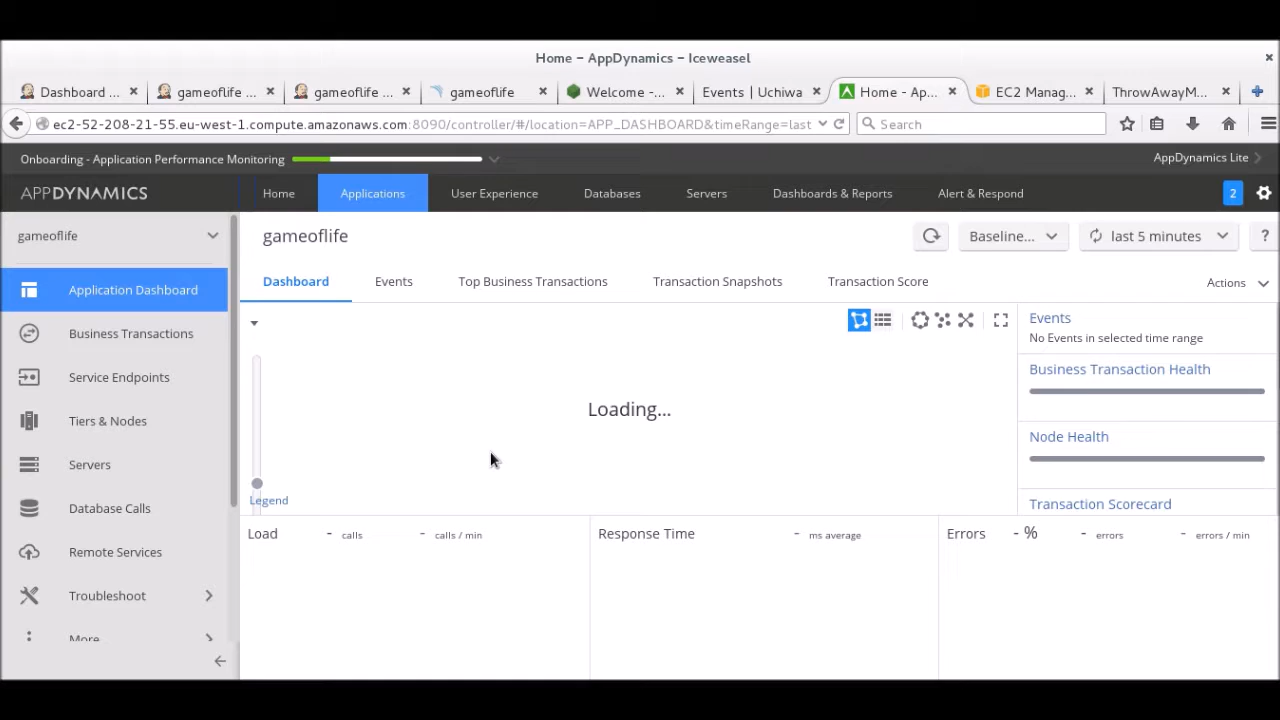 Home – AppDynamics – Iceweasel
Dashboard ... gameoflife ... gameoflife ... gameoflife Welcome -... Events | Uchiwa Home - Ap... EC2 Manag... ThrowAwayM...
ec2-52-208-21-55.eu-west-1.compute.amazonaws.com:8090/controller/#/location=APP_DASHBOARD&timeRange=last Search
Onboarding - Application Performance Monitoring AppDynamics Lite
APPDYNAMICS Home Applications User Experience Databases Servers Dashboards & Reports Alert & Respond 2
gameoflife
gameoflife Baseline... last 5 minutes ?
Application Dashboard
Business Transactions
Service Endpoints
Tiers & Nodes
Servers
Database Calls
Remote Services
Troubleshoot
More
Dashboard Events Top Business Transactions Transaction Snapshots Transaction Score Actions
Loading...
Legend
Events
No Events in selected time range
Business Transaction Health
Node Health
Transaction Scorecard
Load - calls - calls / min
Response Time - ms average
Errors - % - errors - errors / min